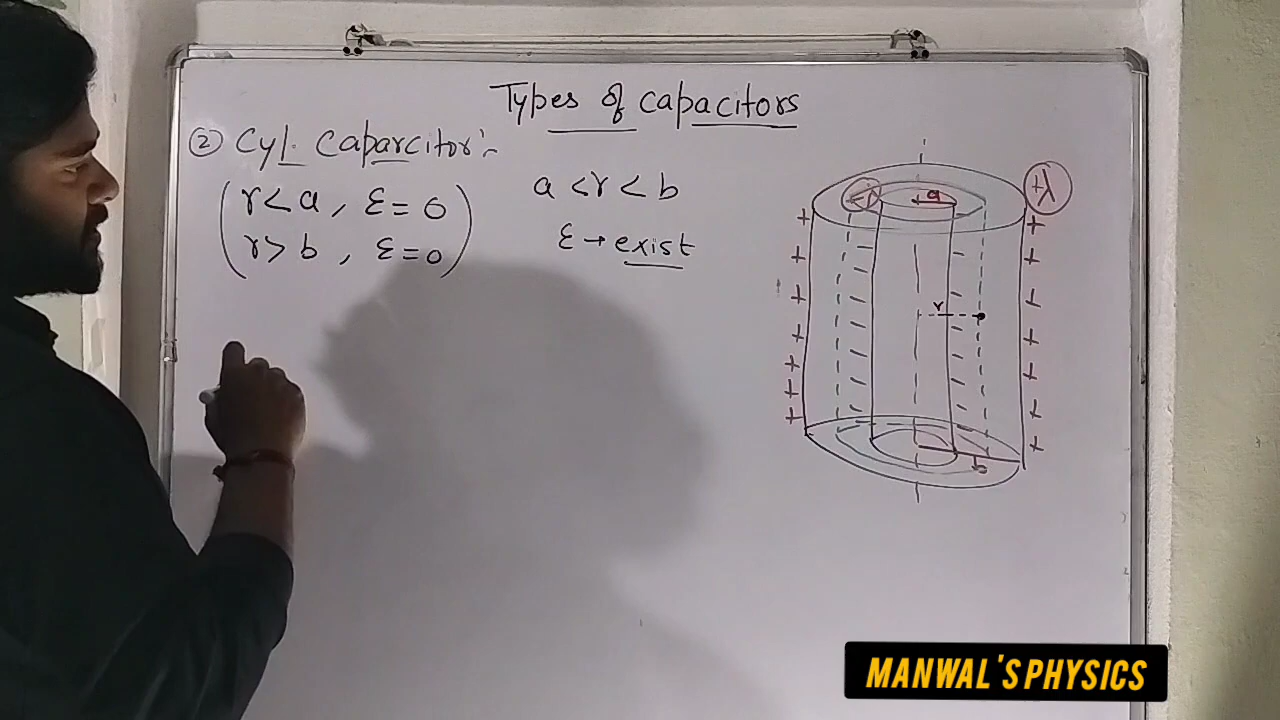 Types of capacitors
② Cyl. Caparcitor:-
r < a , ε = 0
r > b , ε = 0
a < r < b
ε → exist
-λ
a
+λ
r
b
MANWAL'S PHYSICS